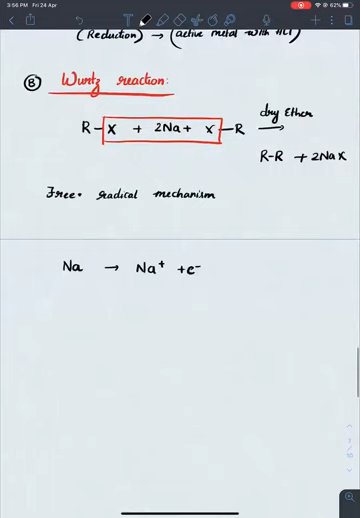 3:56 PM Fri 24 Apr
62%
(Reduction) → (active metal with HCl)
(B) Wurtz reaction:
R-X + 2Na + X-R dry Ether →
R-R + 2NaX
Free radical mechanism
Na → Na⁺ + e⁻